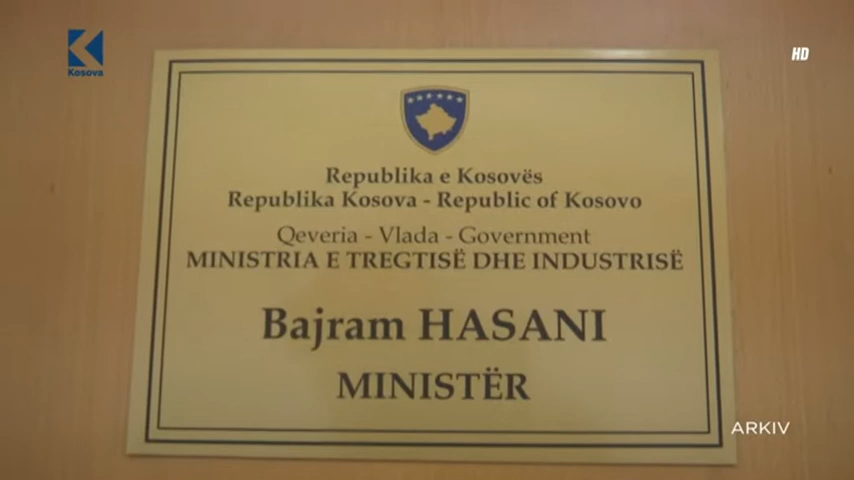 Kosova
HD
Republika e Kosovës
Republika Kosova - Republic of Kosovo
Qeveria - Vlada - Government
MINISTRIA E TREGTISË DHE INDUSTRISË
Bajram HASANI
MINISTËR
ARKIV